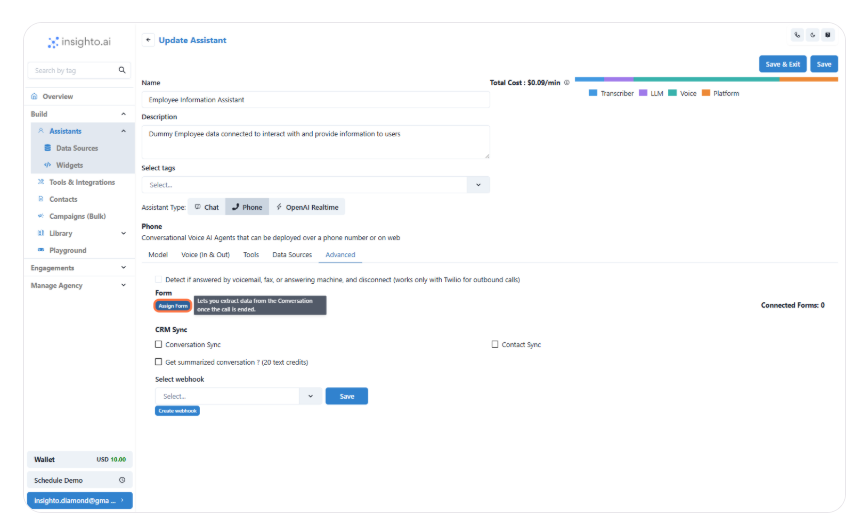 insighto.ai
Update Assistant
Search by tag
Save & Exit
Save
Overview
Build
Assistants
Data Sources
Widgets
Tools & Integrations
Contacts
Campaigns (Bulk)
Library
Playground
Engagements
Manage Agency
Wallet USD 10.00
Schedule Demo
insighto.diamond@gma ...
Name
Total Cost : $0.09/min
Transcriber LLM Voice Platform
Employee Information Assistant
Description
Dummy Employee data connected to interact with and provide information to users
Select tags
Select...
Assistant Type: Chat Phone OpenAI Realtime
Phone
Conversational Voice AI Agents that can be deployed over a phone number or on web
Model Voice (In & Out) Tools Data Sources Advanced
Detect if answered by voicemail, fax, or answering machine, and disconnect (works only with Twilio for outbound calls)
Form
Assign Form
Lets you extract data from the Conversation
once the call is ended.
Connected Forms: 0
CRM Sync
Conversation Sync
Contact Sync
Get summarized conversation ? (20 text credits)
Select webhook
Select...
Save
Create webhook